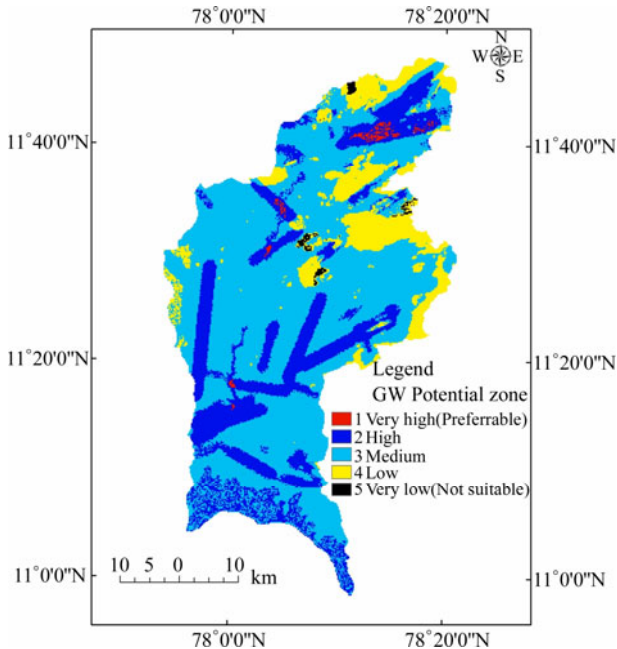 78°0′0″N 78°20′0″N
N
W E
S
11°40′0″N 11°40′0″N
11°20′0″N 11°20′0″N
Legend
GW Potential zone
1 Very high(Preferrable)
2 High
3 Medium
4 Low
5 Very low(Not suitable)
10 5 0 10
km
11°0′0″N 11°0′0″N
78°0′0″N 78°20′0″N